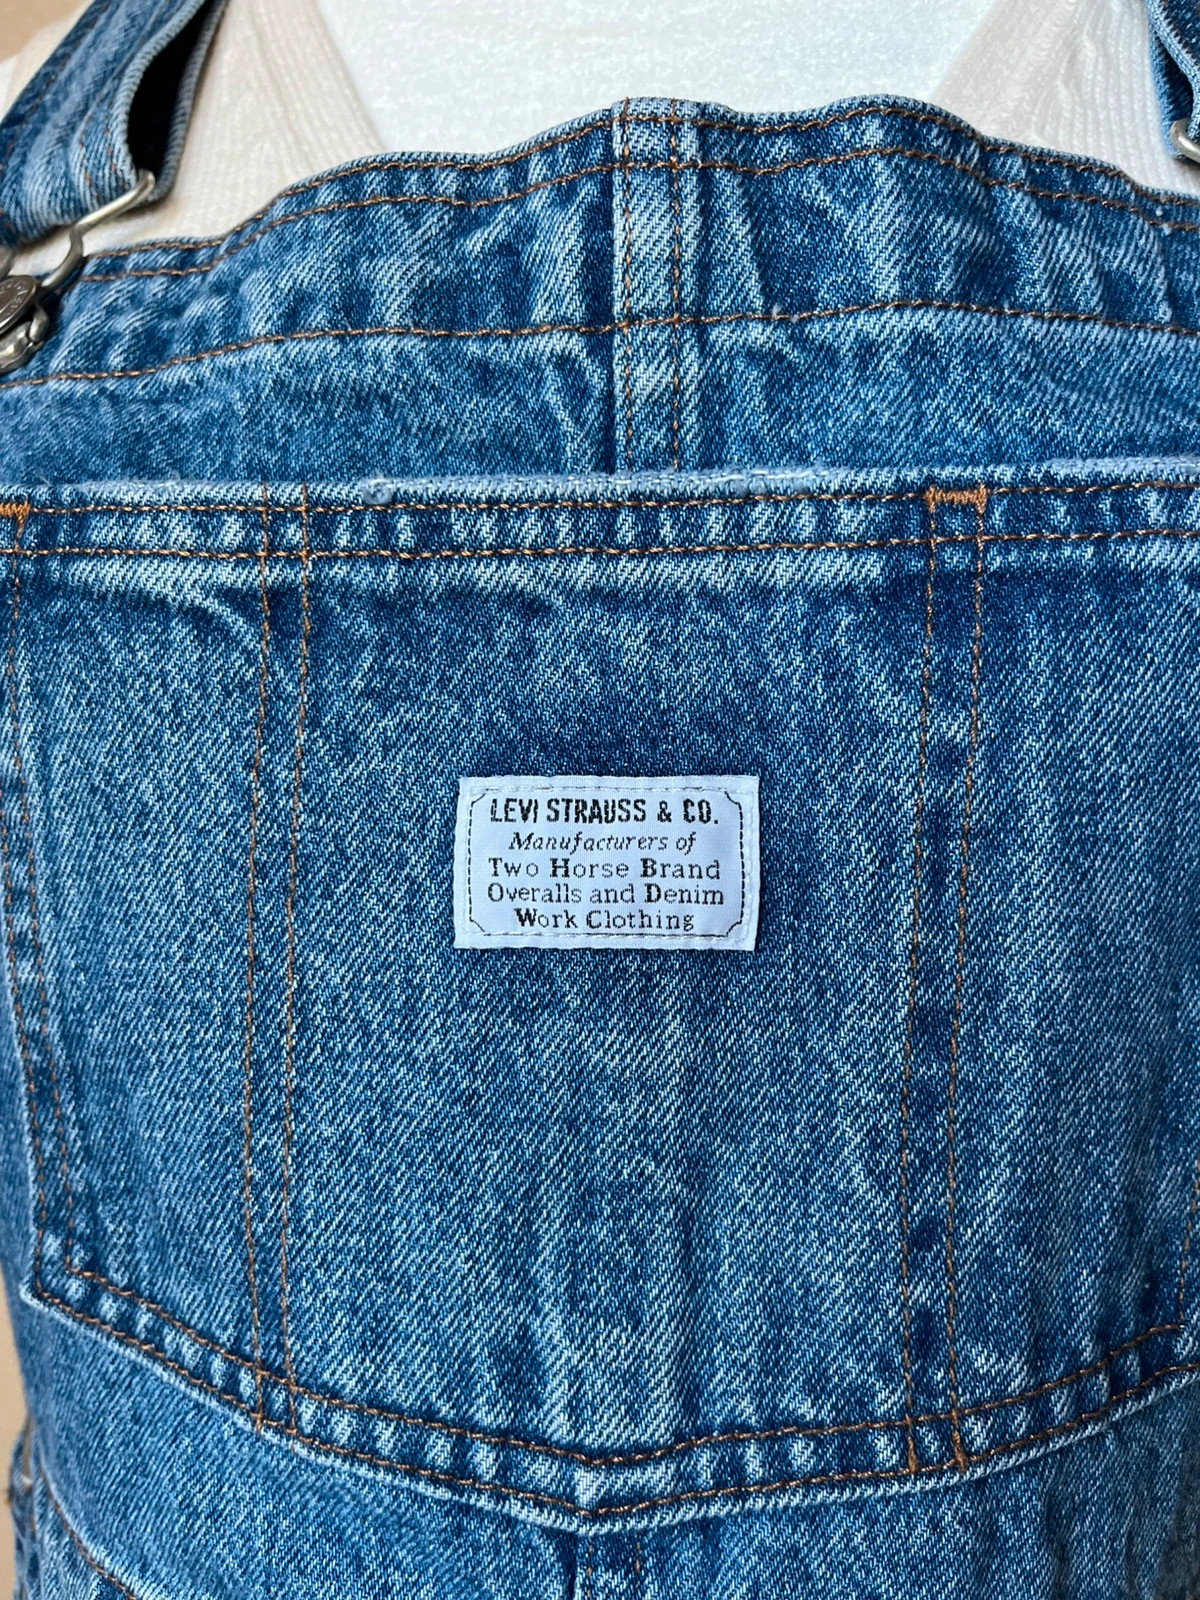 LEVI STRAUSS & CO.
Manufacturers of
Two Horse Brand
Overalls and Denim
Work Clothing